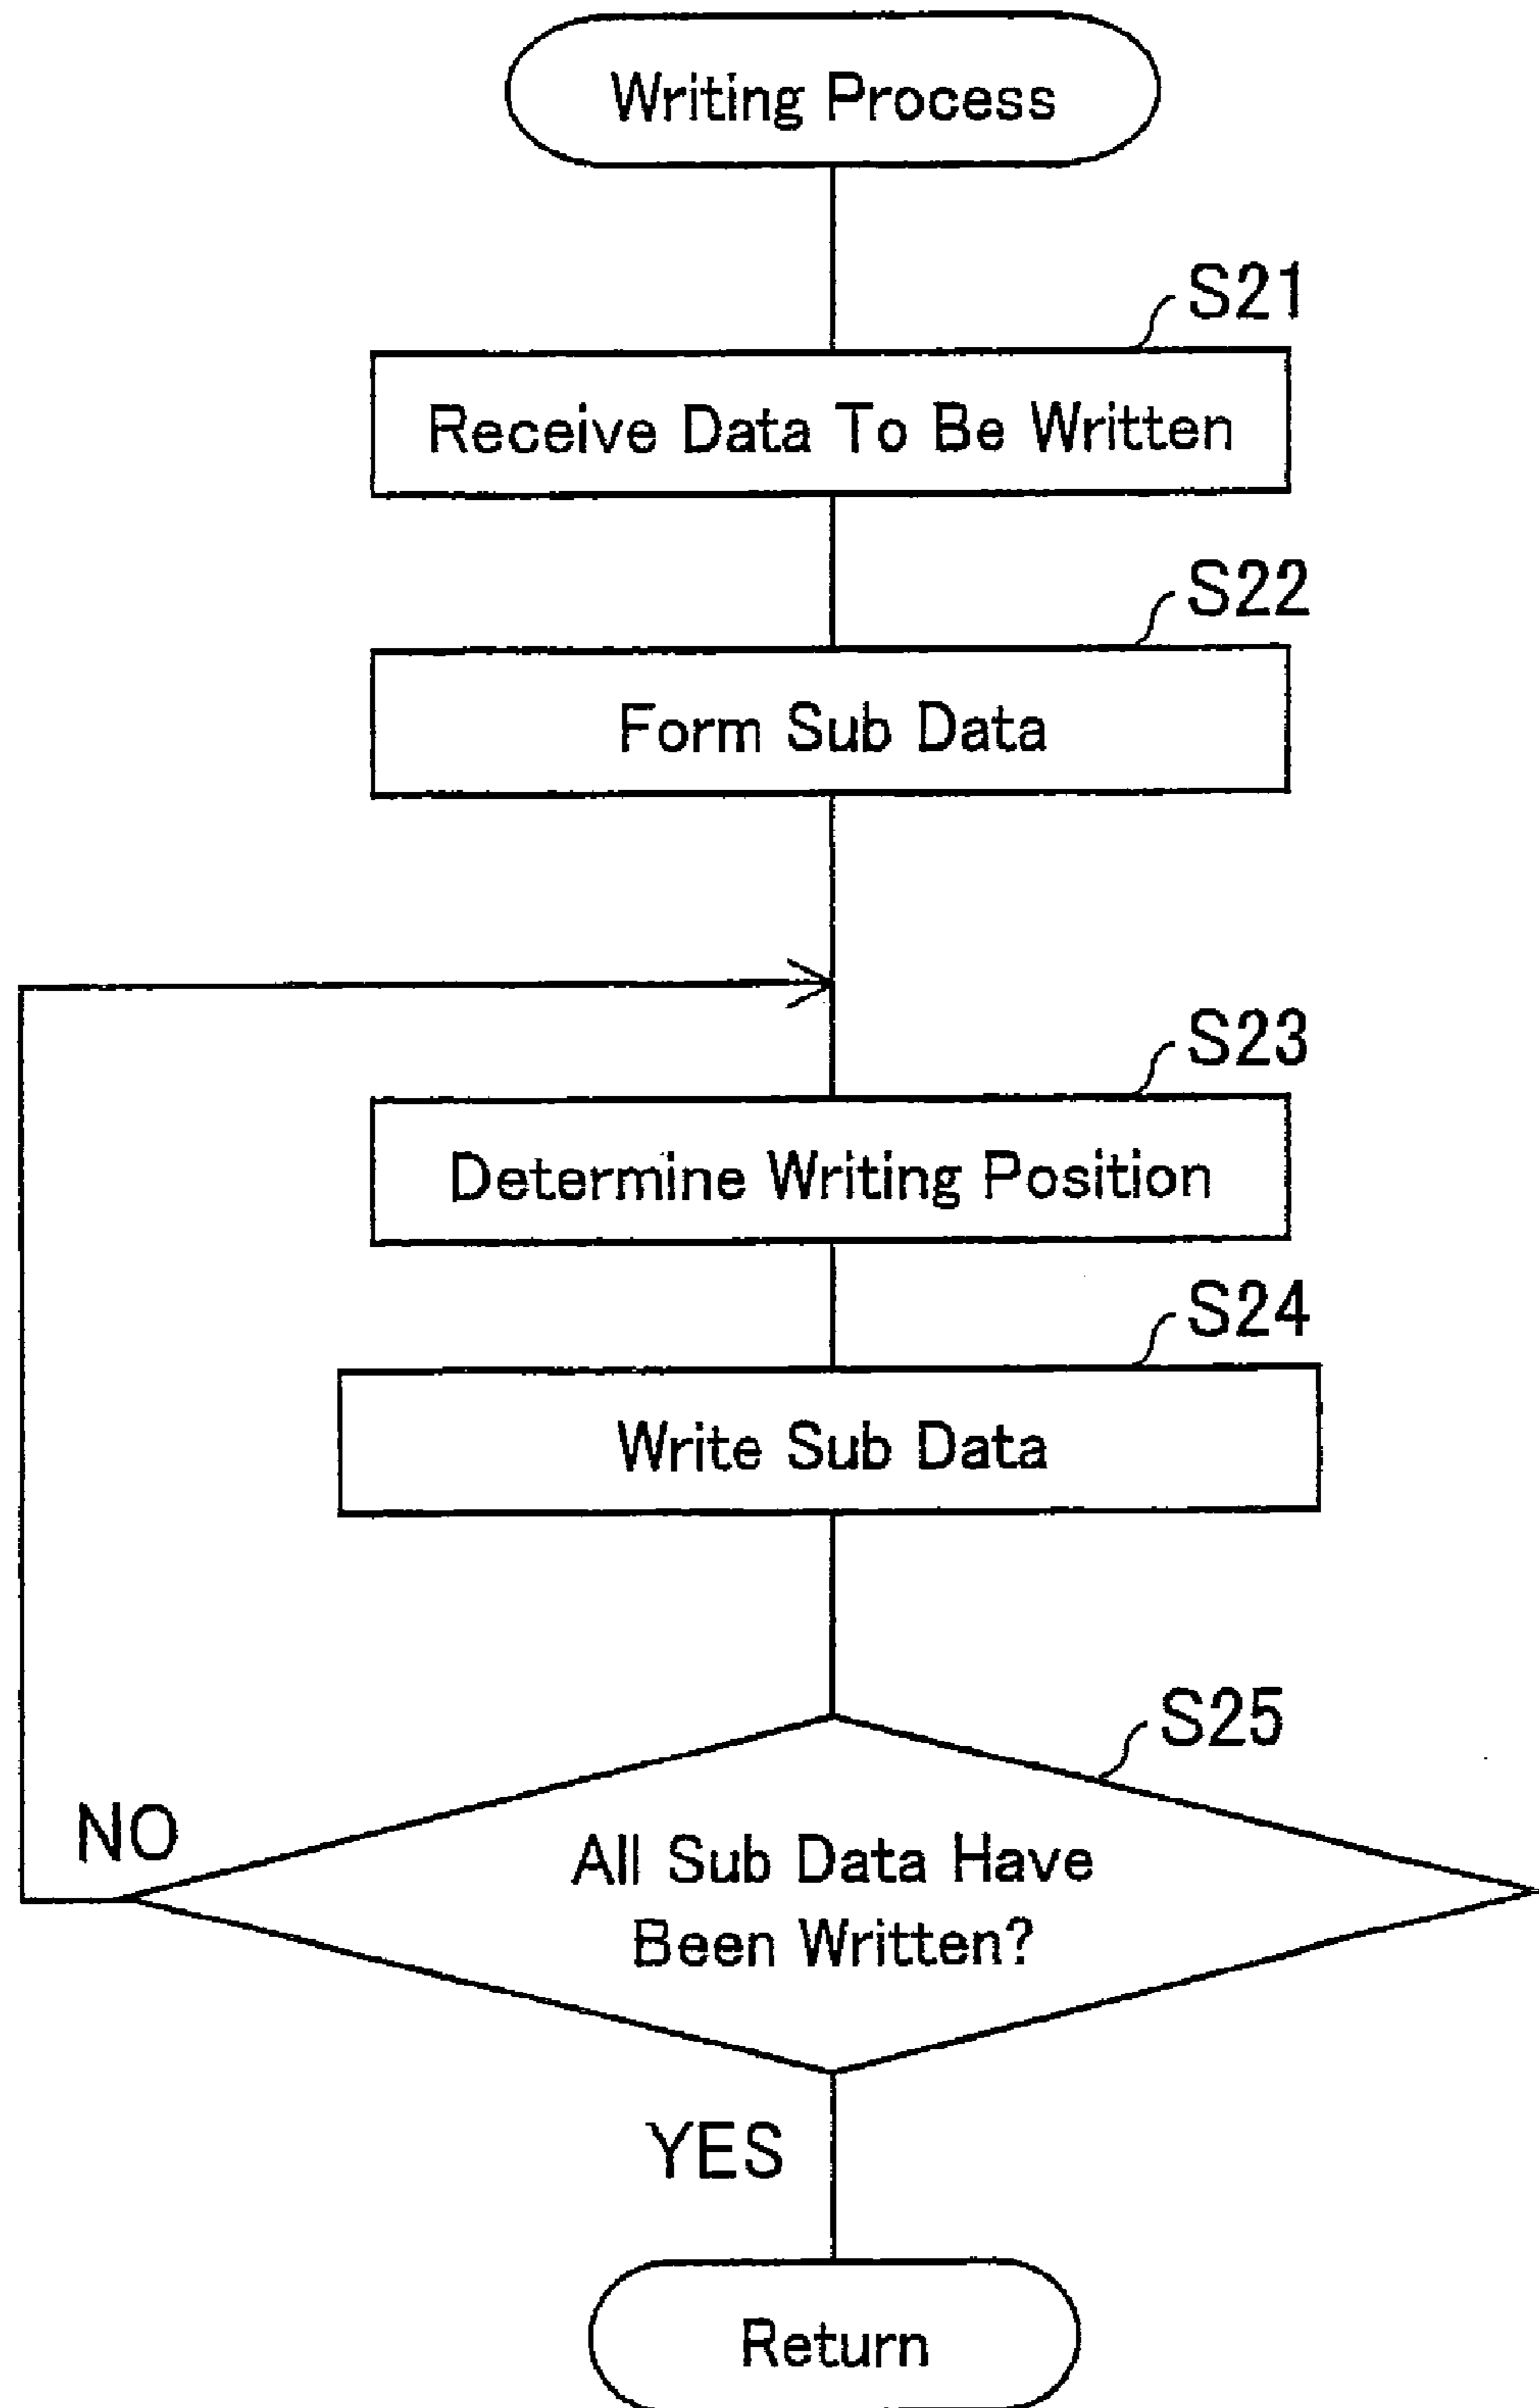 Writing Process
S21
Receive Data To Be Written
S22
Form Sub Data
S23
Determine Writing Position
S24
Write Sub Data
S25
NO
All Sub Data Have
Been Written?
YES
Return